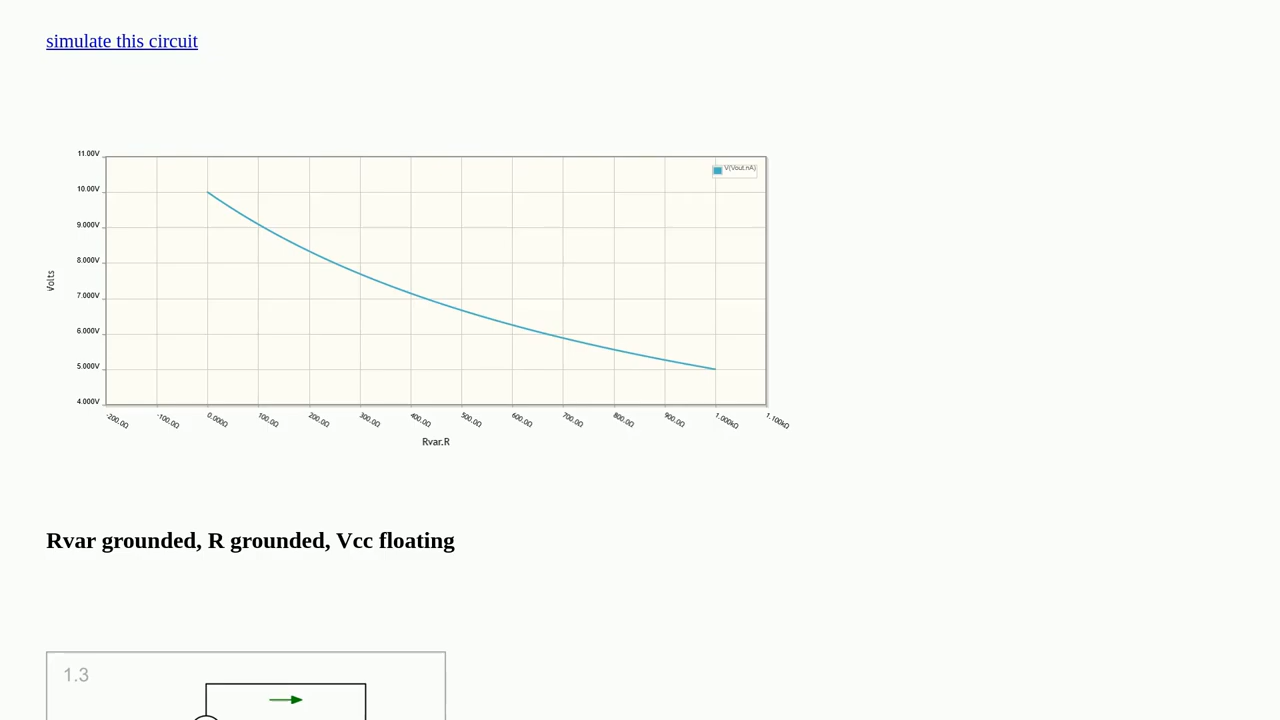 simulate this circuit
11.00V
10.00V
9.000V
8.000V
7.000V
6.000V
5.000V
4.000V
Volts
V(Vout.nA)
-200.0Ω
-100.0Ω
0.000Ω
100.0Ω
200.0Ω
300.0Ω
400.0Ω
500.0Ω
600.0Ω
700.0Ω
800.0Ω
900.0Ω
1.000kΩ
1.100kΩ
Rvar.R
Rvar grounded, R grounded, Vcc floating
1.3